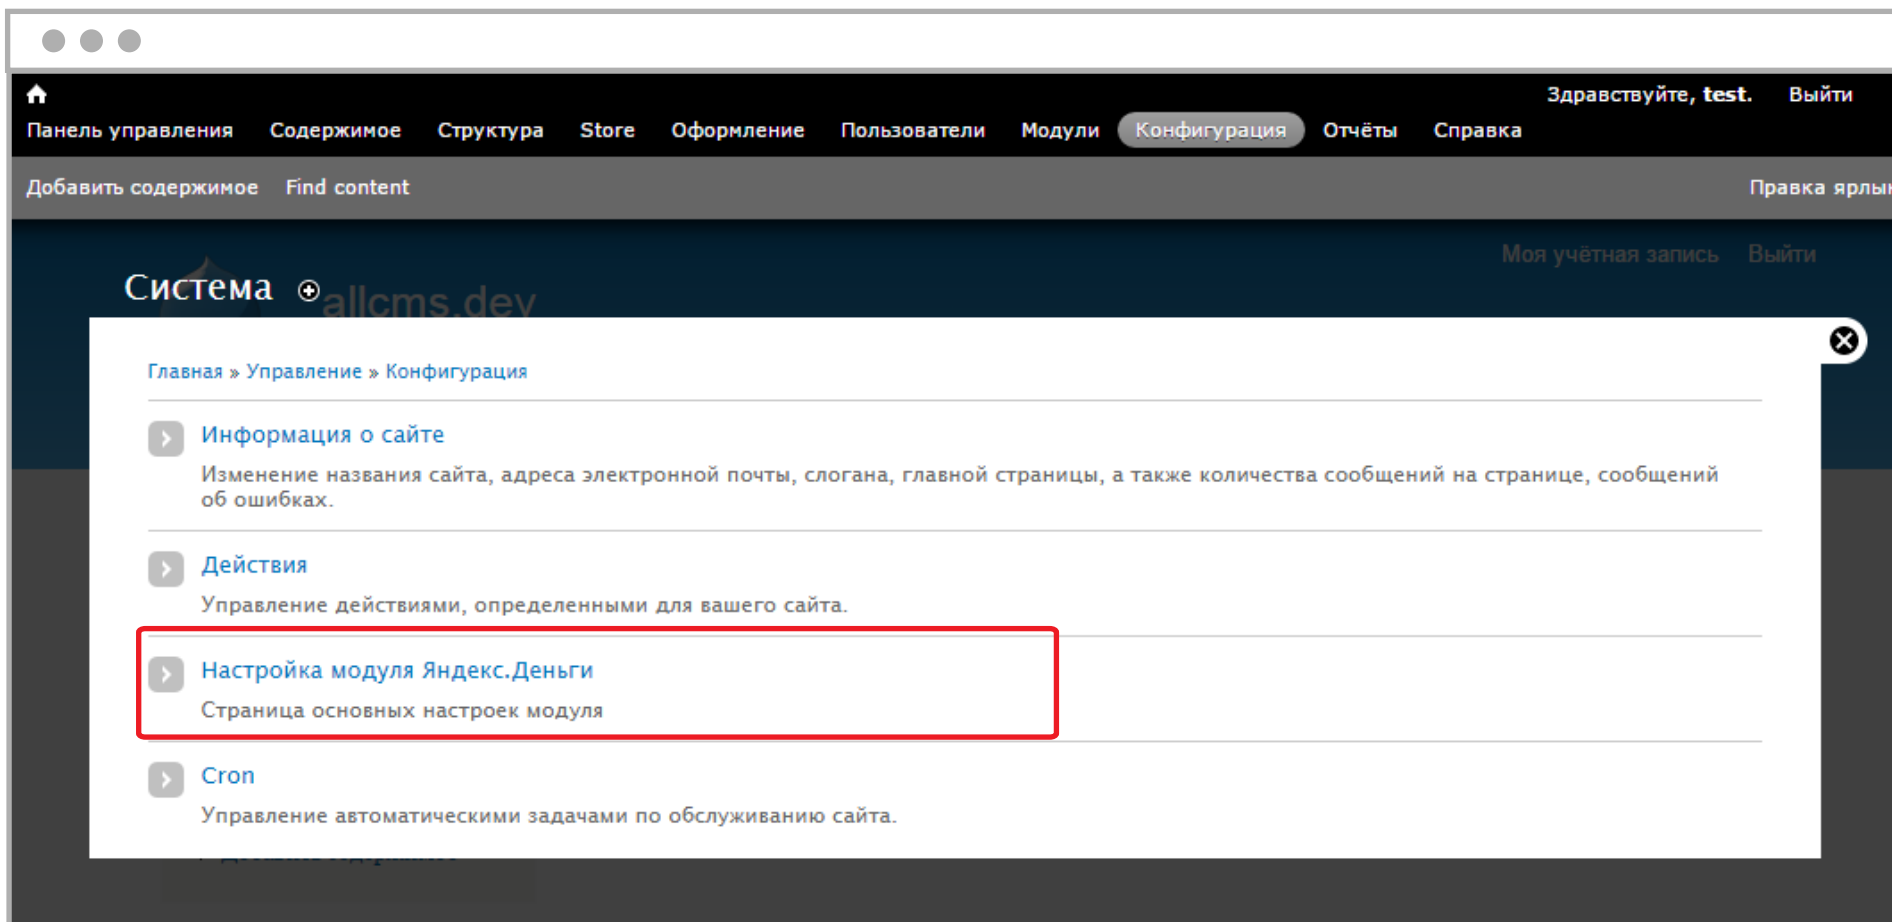 Здравствуйте, test. Выйти
Панель управления Содержимое Структура Store Оформление Пользователи Модули Конфигурация Отчёты Справка
Добавить содержимое Find content Правка ярлык
Моя учётная запись Выйти
Система
allcms.dev
Главная » Управление » Конфигурация
Информация о сайте
Изменение названия сайта, адреса электронной почты, слогана, главной страницы, а также количества сообщений на странице, сообщений
об ошибках.
Действия
Управление действиями, определенными для вашего сайта.
Настройка модуля Яндекс.Деньги
Страница основных настроек модуля
Cron
Управление автоматическими задачами по обслуживанию сайта.